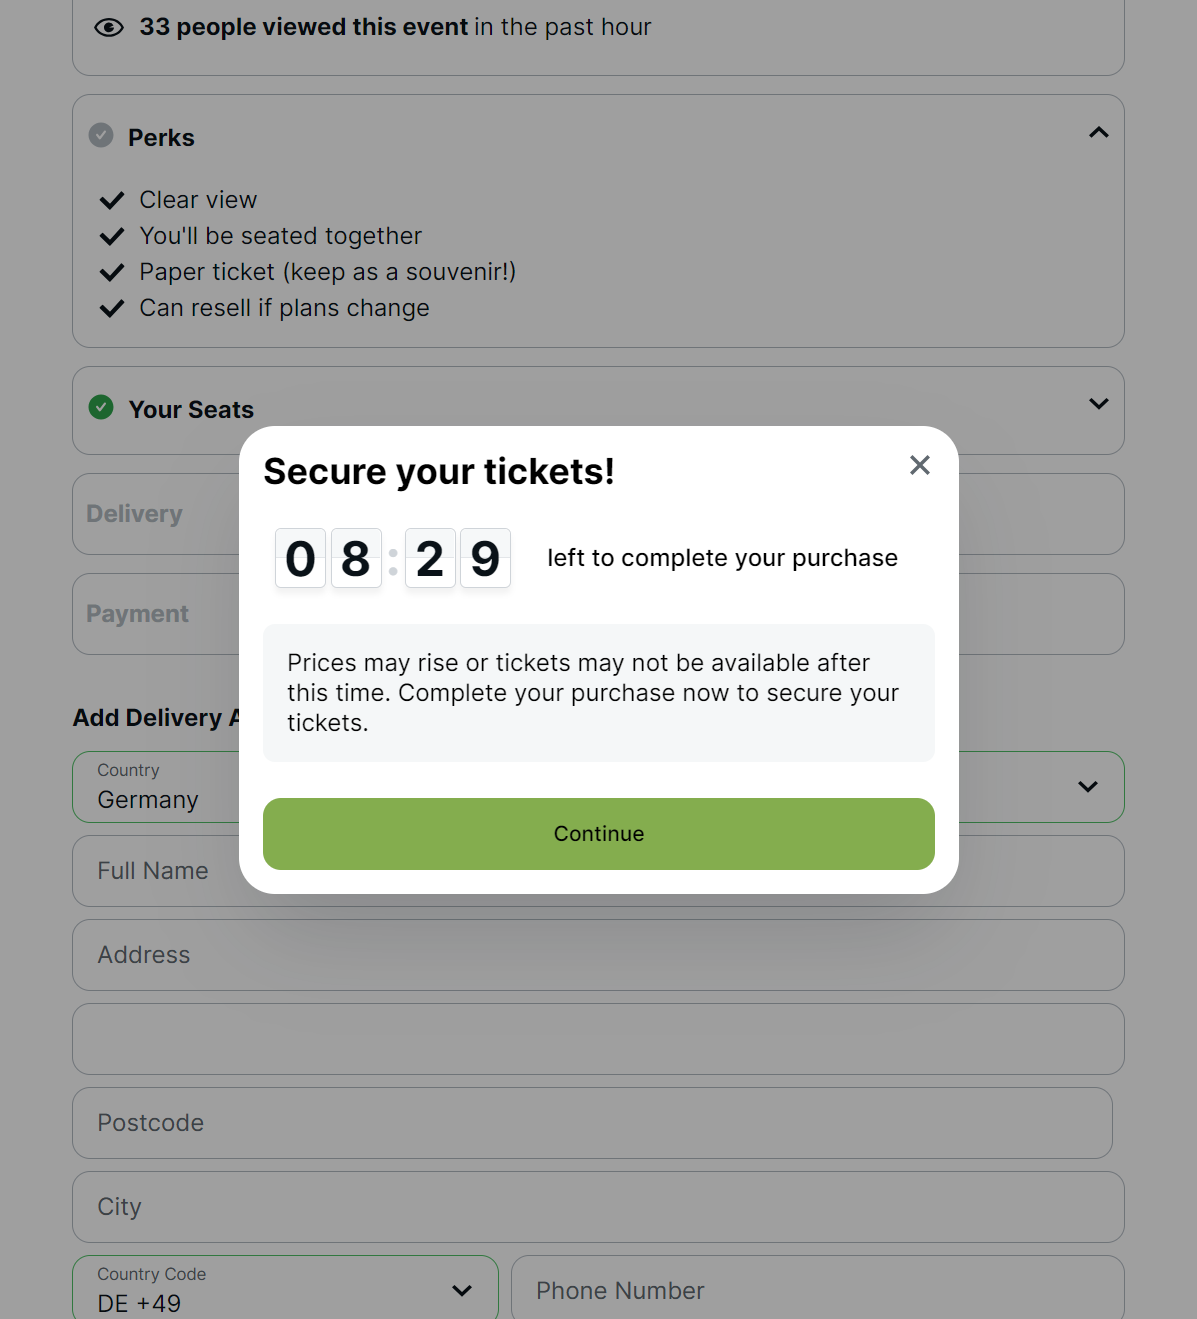 33 people viewed this event in the past hour
Perks
Clear view
You'll be seated together
Paper ticket (keep as a souvenir!)
Can resell if plans change
Your Seats
Secure your tickets!
08:29 left to complete your purchase
Prices may rise or tickets may not be available after
this time. Complete your purchase now to secure your
tickets.
Continue
Delivery
Payment
Add Delivery
Country
Germany
Full Name
Address
Postcode
City
Country Code
DE +49
Phone Number